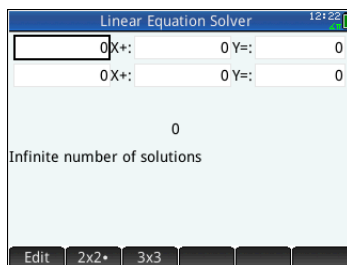 Linear Equation Solver 12:22
0 X+: 0 Y=: 0
0 X+: 0 Y=: 0
0
Infinite number of solutions
Edit 2x2• 3x3